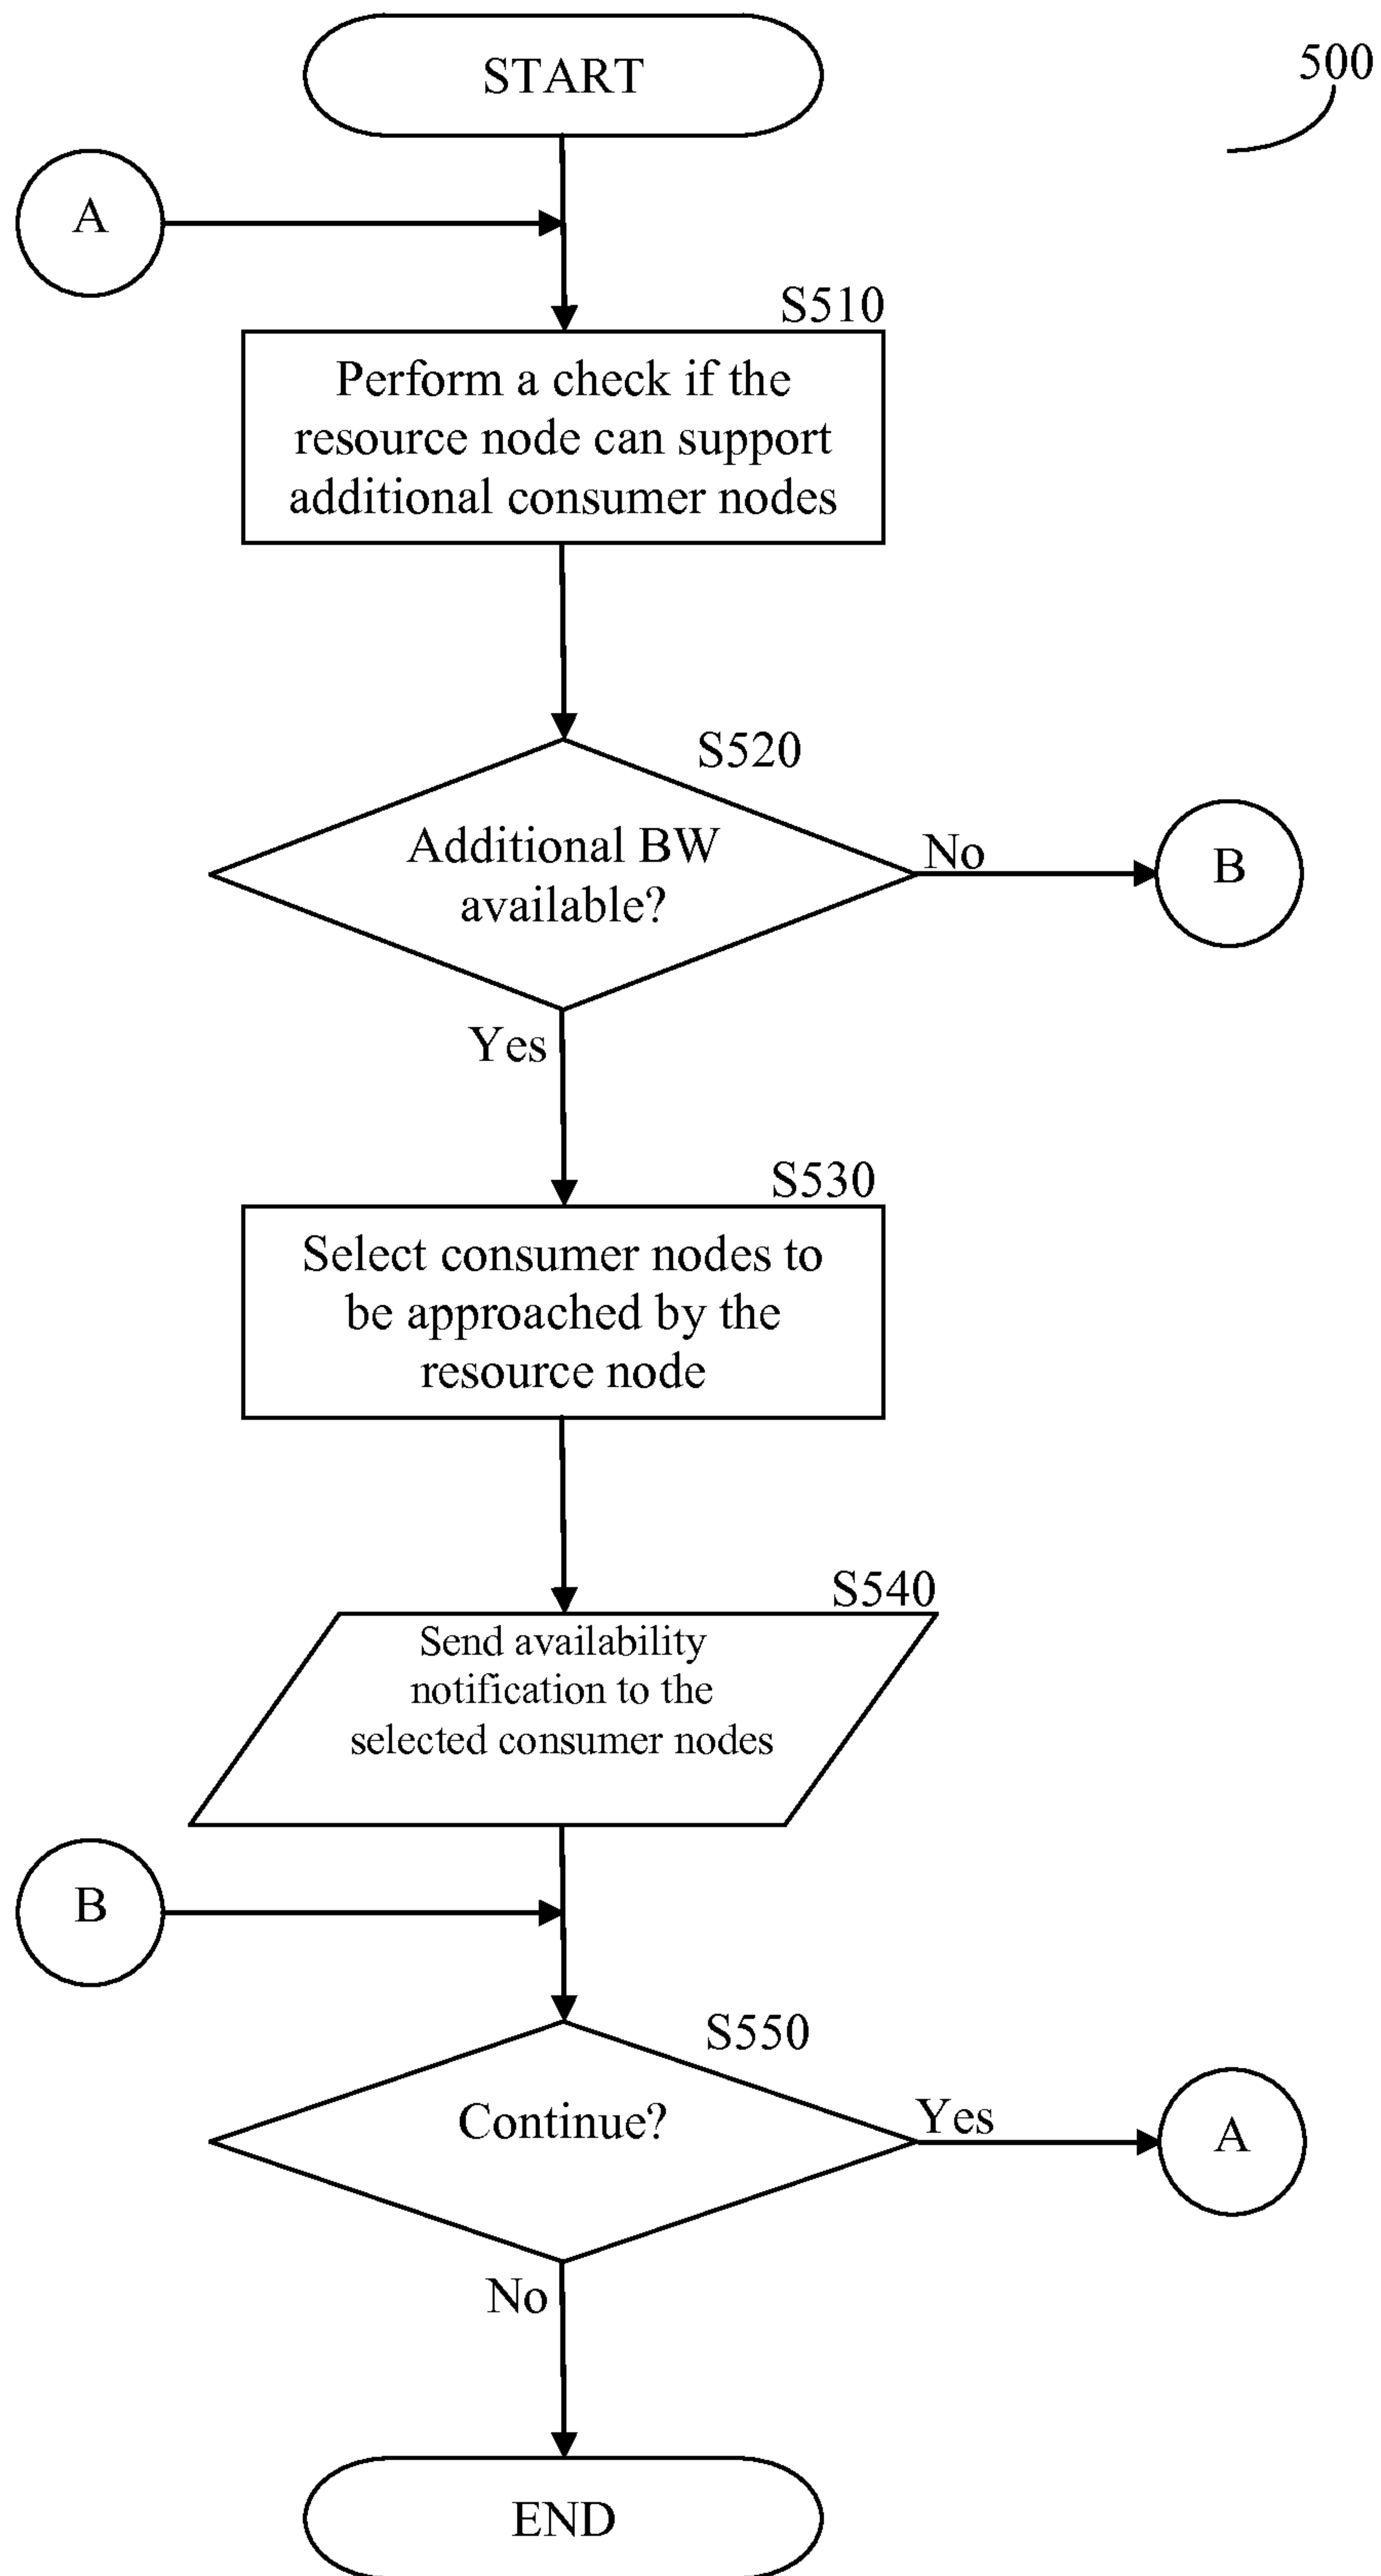 START
500
A
S510
Perform a check if the
resource node can support
additional consumer nodes
S520
Additional BW
available?
No
B
Yes
S530
Select consumer nodes to
be approached by the
resource node
S540
Send availability
notification to the
selected consumer nodes
B
S550
Continue?
Yes
A
No
END